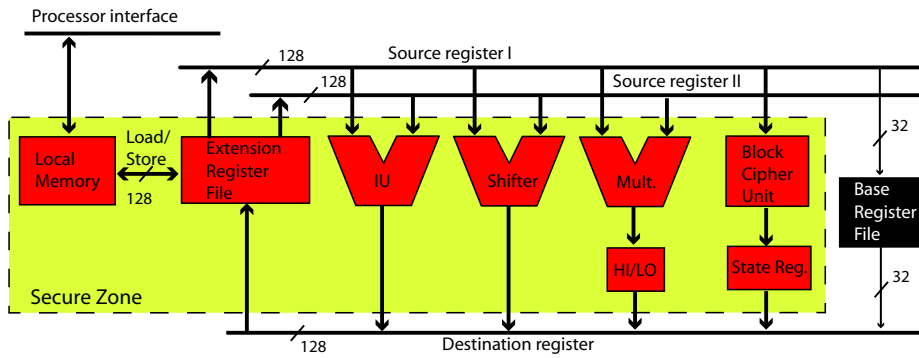 Processor interface
128
Source register I
128
Source register II
32
Local
Memory
Load/
Store
128
Extension
Register
File
IU
Shifter
Mult.
Block
Cipher
Unit
Base
Register
File
HI/LO
State Reg.
32
Secure Zone
128
Destination register